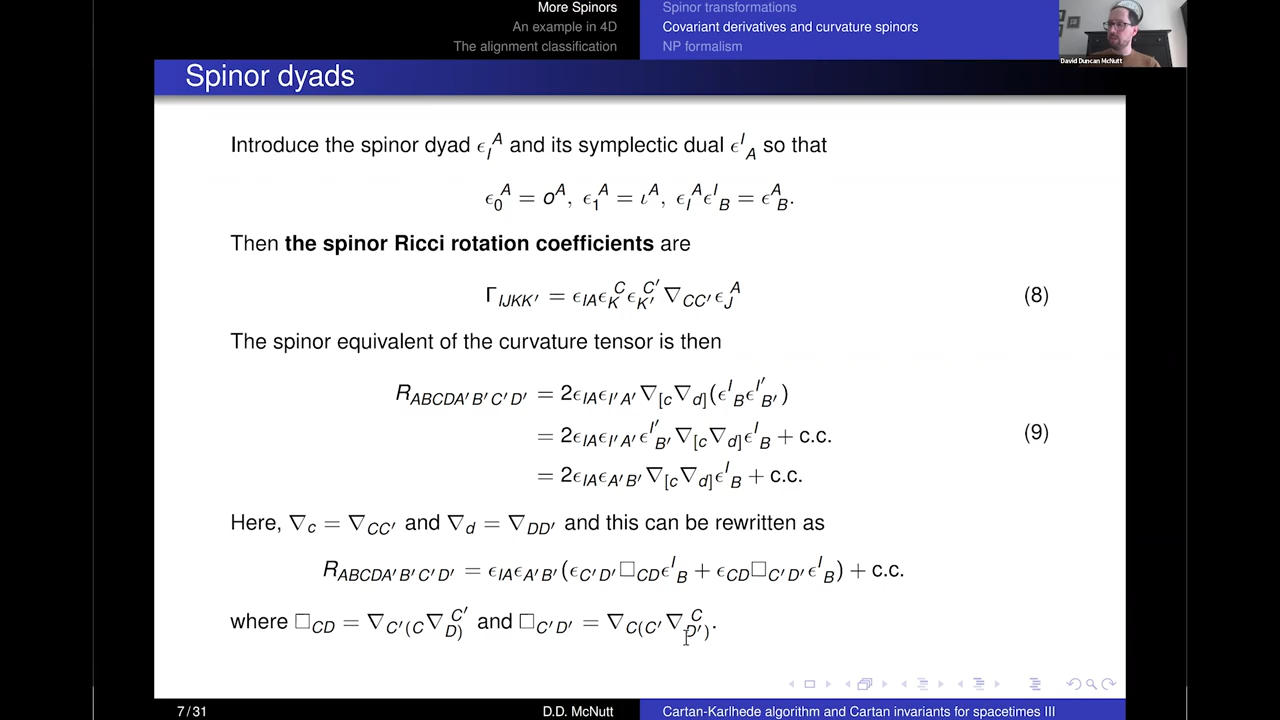 More Spinors
An example in 4D
The alignment classification
Spinor transformations
Covariant derivatives and curvature spinors
NP formalism
David Duncan McNutt
Spinor dyads
Introduce the spinor dyad ϵ_I^A and its symplectic dual ϵ^I_A so that
ϵ_0^A = o^A, ϵ_1^A = ι^A, ϵ_I^A ϵ^I_B = ϵ^A_B.
Then the spinor Ricci rotation coefficients are
Γ_{IJKK′} = ϵ_{IA} ϵ_K^C ϵ_{K′}^{C′} ∇_{CC′} ϵ_J^A (8)
The spinor equivalent of the curvature tensor is then
R_{ABCDA′B′C′D′} = 2ϵ_{IA} ϵ_{I′A′} ∇_{[c} ∇_{d]} (ϵ^I_B ϵ^{I′}_{B′})
= 2ϵ_{IA} ϵ_{I′A′} ϵ^{I′}_{B′} ∇_{[c} ∇_{d]} ϵ^I_B + c.c. (9)
= 2ϵ_{IA} ϵ_{A′B′} ∇_{[c} ∇_{d]} ϵ^I_B + c.c.
Here, ∇_c = ∇_{CC′} and ∇_d = ∇_{DD′} and this can be rewritten as
R_{ABCDA′B′C′D′} = ϵ_{IA} ϵ_{A′B′} (ϵ_{C′D′} □_{CD} ϵ^I_B + ϵ_{CD} □_{C′D′} ϵ^I_B) + c.c.
where □_{CD} = ∇_{C′(C} ∇_{D)}^{C′} and □_{C′D′} = ∇_{C(C′} ∇_{D′)}^C.
7 / 31
D.D. McNutt
Cartan-Karlhede algorithm and Cartan invariants for spacetimes III